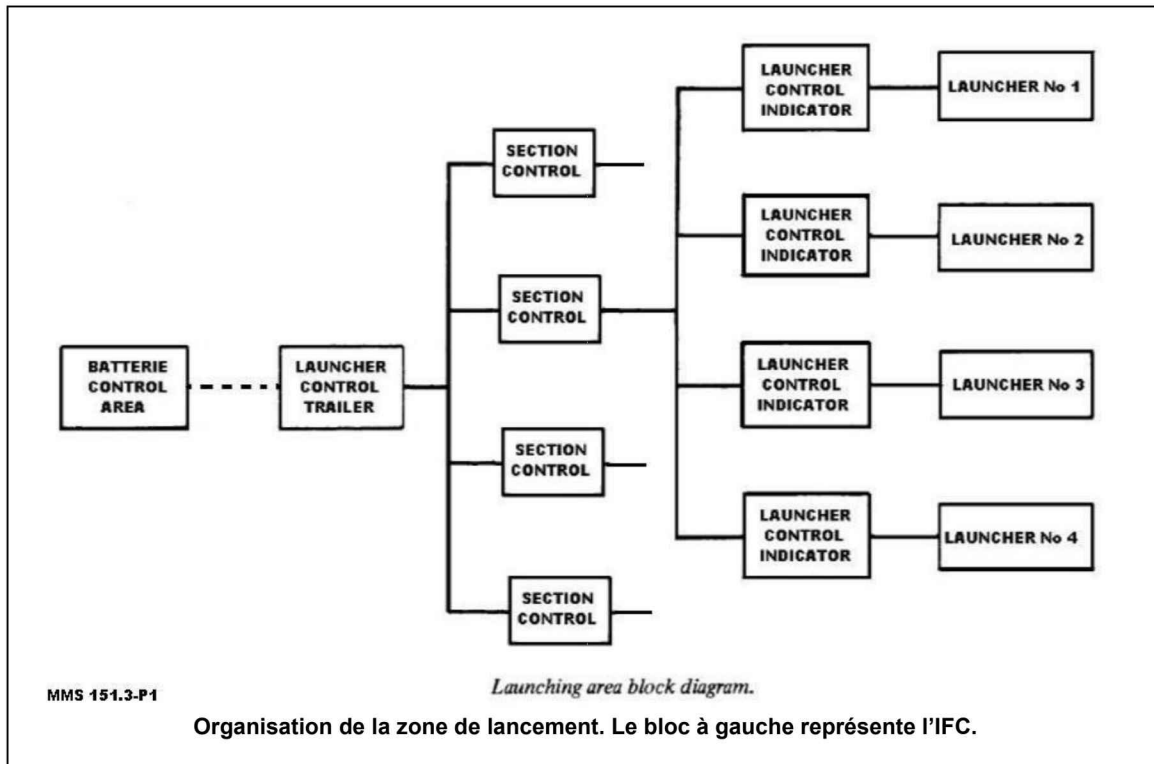 BATTERIE
CONTROL
AREA
LAUNCHER
CONTROL
TRAILER
SECTION
CONTROL
SECTION
CONTROL
SECTION
CONTROL
SECTION
CONTROL
LAUNCHER
CONTROL
INDICATOR
LAUNCHER No 1
LAUNCHER
CONTROL
INDICATOR
LAUNCHER No 2
LAUNCHER
CONTROL
INDICATOR
LAUNCHER No 3
LAUNCHER
CONTROL
INDICATOR
LAUNCHER No 4
MMS 151.3-P1
Launching area block diagram.
Organisation de la zone de lancement. Le bloc à gauche représente l’IFC.